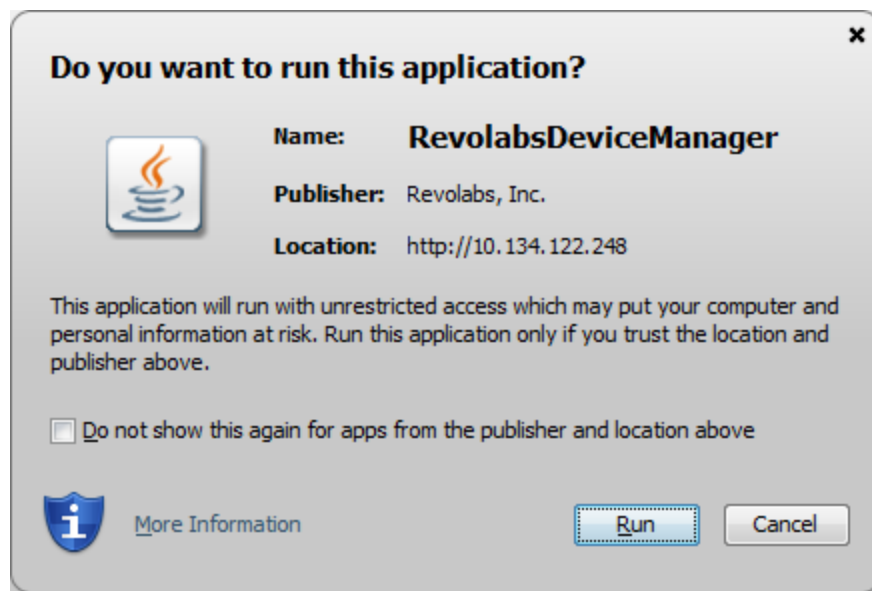 Do you want to run this application?
Name: RevolabsDeviceManager
Publisher: Revolabs, Inc.
Location: http://10.134.122.248
This application will run with unrestricted access which may put your computer and
personal information at risk. Run this application only if you trust the location and
publisher above.
Do not show this again for apps from the publisher and location above
More Information
Run Cancel